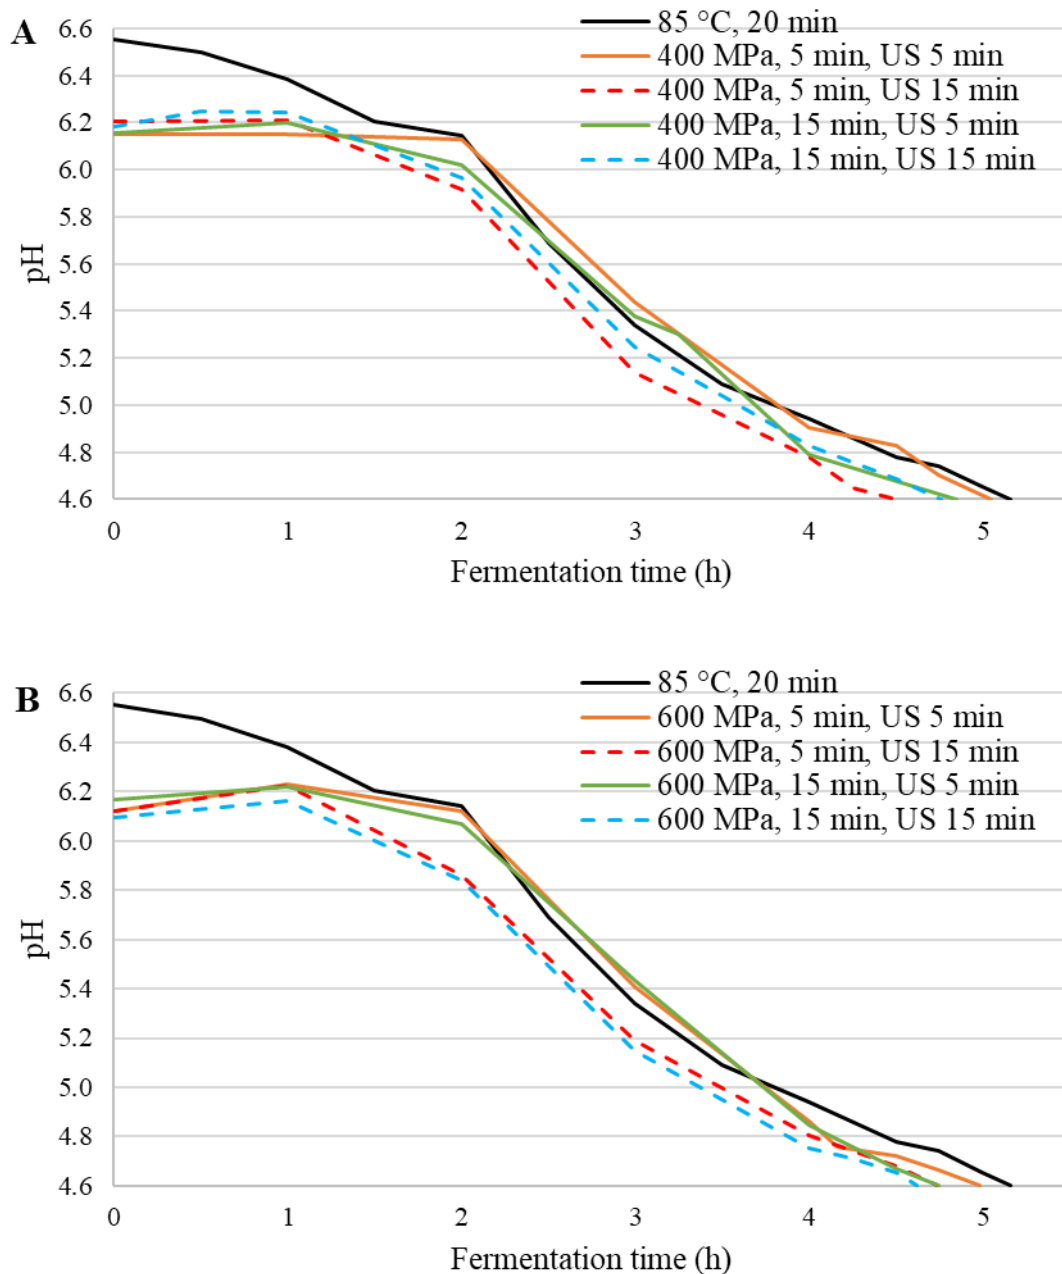 A
85 °C, 20 min
400 MPa, 5 min, US 5 min
400 MPa, 5 min, US 15 min
400 MPa, 15 min, US 5 min
400 MPa, 15 min, US 15 min
6.6
6.4
6.2
6.0
5.8
5.6
5.4
5.2
5.0
4.8
4.6
pH
0 1 2 3 4 5
Fermentation time (h)
B
85 °C, 20 min
600 MPa, 5 min, US 5 min
600 MPa, 5 min, US 15 min
600 MPa, 15 min, US 5 min
600 MPa, 15 min, US 15 min
6.6
6.4
6.2
6.0
5.8
5.6
5.4
5.2
5.0
4.8
4.6
pH
0 1 2 3 4 5
Fermentation time (h)